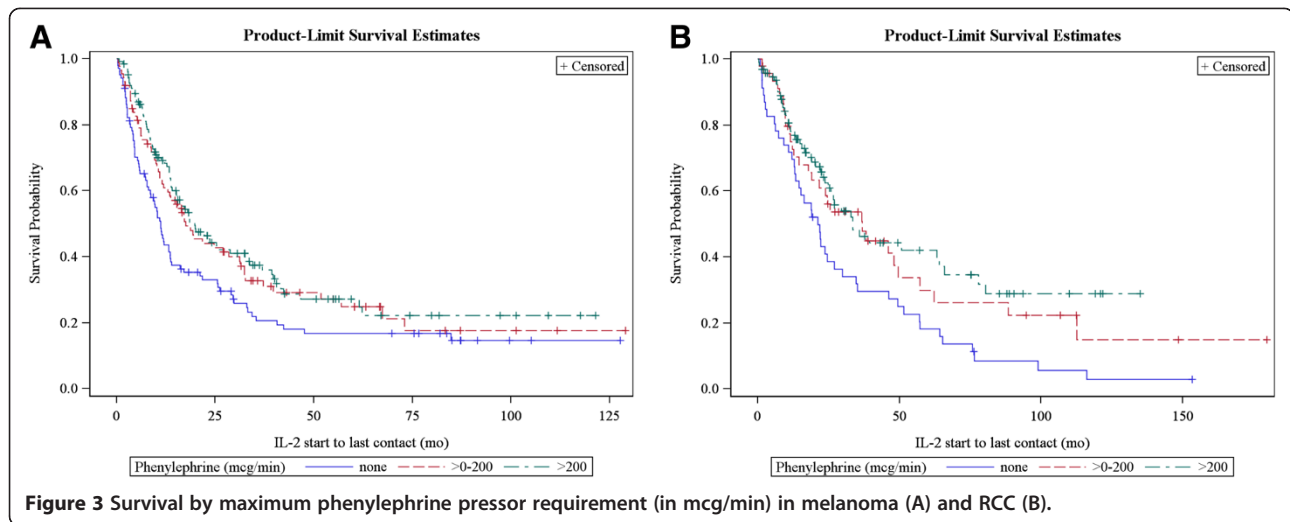 A
Product-Limit Survival Estimates
+ Censored
1.0
0.8
0.6
0.4
0.2
0.0
Survival Probability
0
25
50
75
100
125
IL-2 start to last contact (mo)
Phenylephrine (mcg/min) none >0-200 >200
B
Product-Limit Survival Estimates
+ Censored
1.0
0.8
0.6
0.4
0.2
0.0
Survival Probability
0
50
100
150
IL-2 start to last contact (mo)
Phenylephrine (mcg/min) none >0-200 >200
Figure 3 Survival by maximum phenylephrine pressor requirement (in mcg/min) in melanoma (A) and RCC (B).